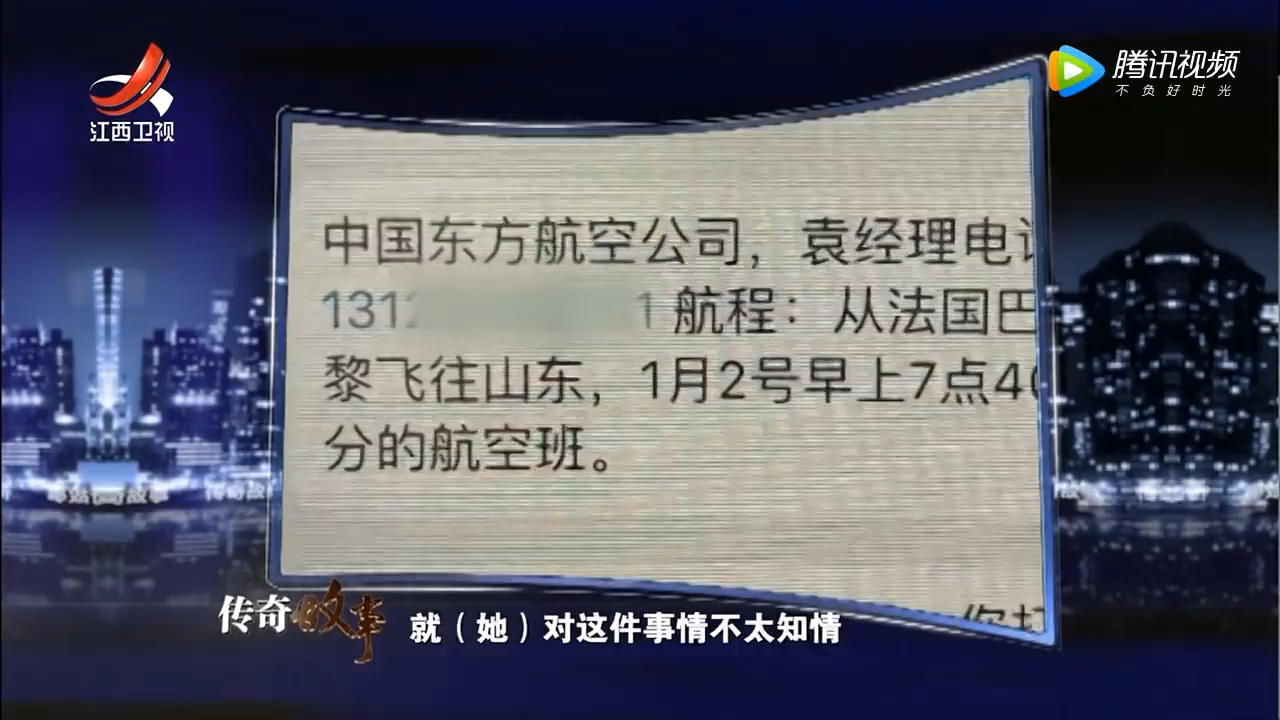 江西卫视
腾讯视频
不负好时光
中国东方航空公司，袁经理电
1312 1航程：从法国巴
黎飞往山东，1月2号早上7点40
分的航空班。
你打
传奇故事
就（她）对这件事情不太知情